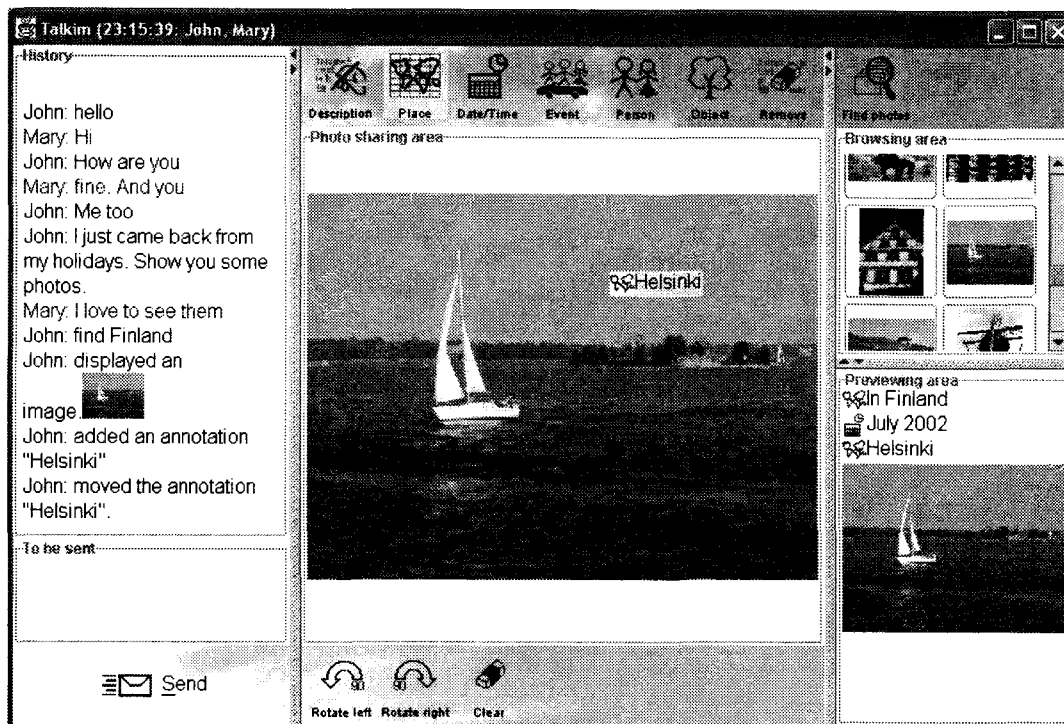 Talkim (23:15:39: John, Mary)
History
John: hello
Mary: Hi
John: How are you
Mary: fine. And you
John: Me too
John: I just came back from
my holidays. Show you some
photos.
Mary: I love to see them
John: find Finland
John: displayed an
image.
John: added an annotation
"Helsinki"
John: moved the annotation
"Helsinki".
To be sent
Send
Description Place Date/Time Event Person Object Remove
Photo sharing area
Helsinki
Rotate left Rotate right Clear
Find photos
Browsing area
Previewing area
In Finland
July 2002
Helsinki